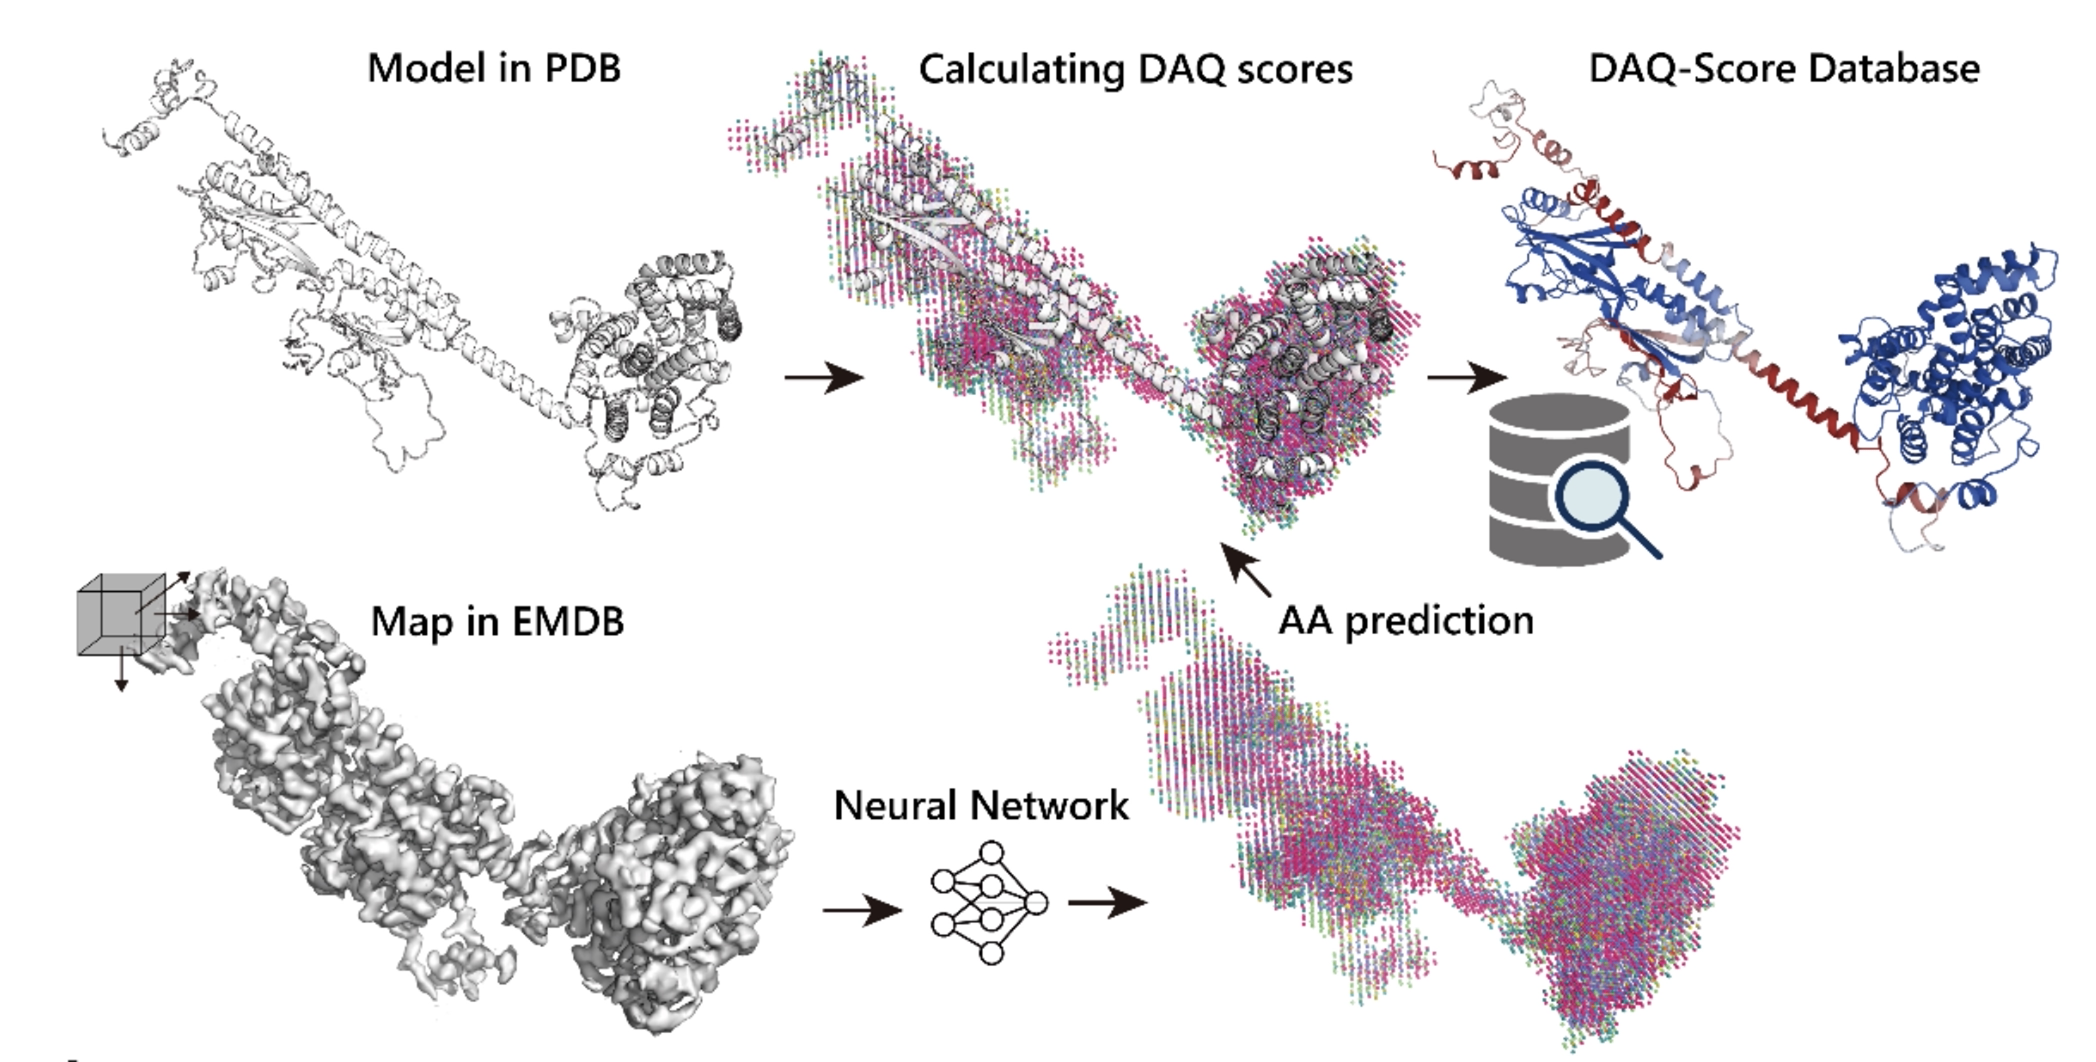 Model in PDB
Calculating DAQ scores
DAQ-Score Database
Map in EMDB
AA prediction
Neural Network